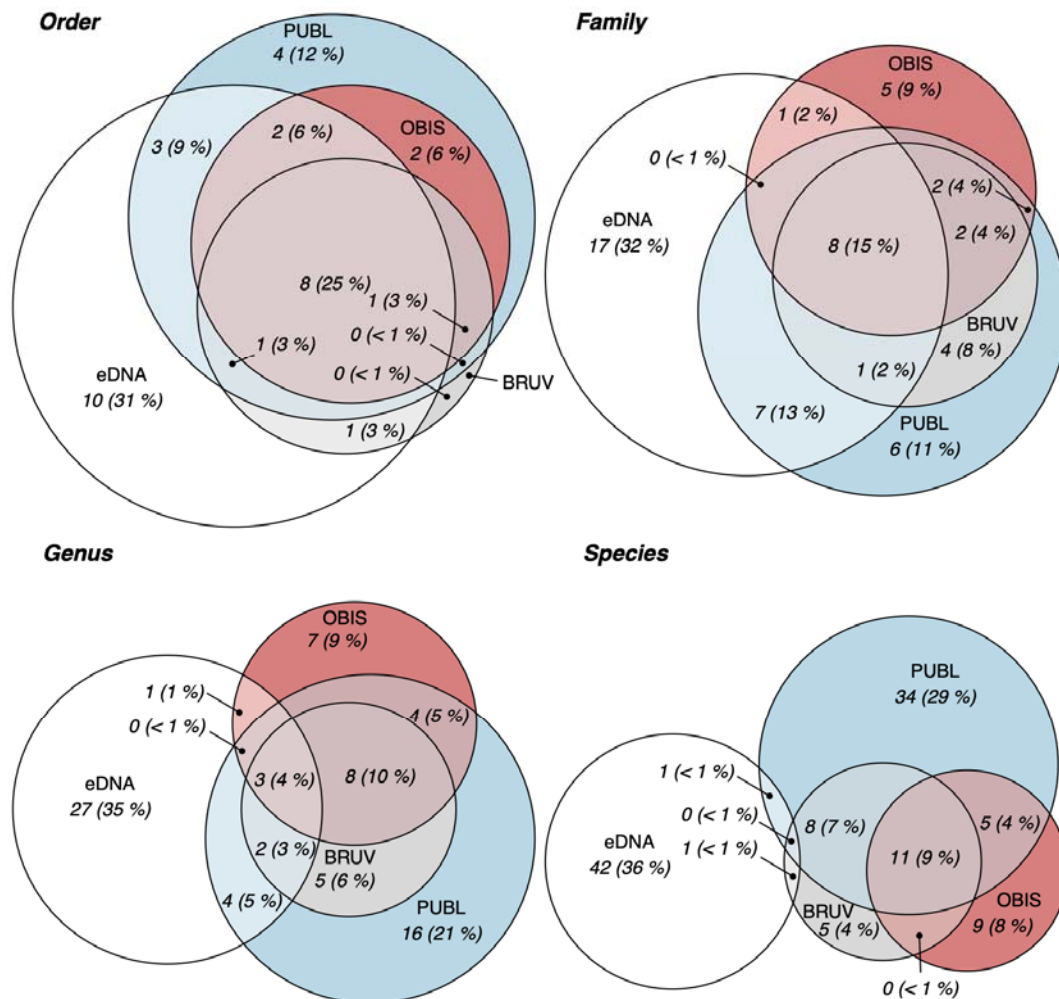 Order
PUBL
4 (12 %)
OBIS
2 (6 %)
3 (9 %)
2 (6 %)
8 (25 %)
1 (3 %)
0 (< 1 %)
1 (3 %)
0 (< 1 %)
BRUV
eDNA
10 (31 %)
1 (3 %)
Family
OBIS
5 (9 %)
1 (2 %)
0 (< 1 %)
2 (4 %)
eDNA
17 (32 %)
8 (15 %)
2 (4 %)
BRUV
4 (8 %)
1 (2 %)
7 (13 %)
PUBL
6 (11 %)
Genus
OBIS
7 (9 %)
1 (1 %)
0 (< 1 %)
4 (5 %)
eDNA
27 (35 %)
3 (4 %)
8 (10 %)
2 (3 %)
BRUV
5 (6 %)
4 (5 %)
PUBL
16 (21 %)
Species
PUBL
34 (29 %)
1 (< 1 %)
0 (< 1 %)
1 (< 1 %)
8 (7 %)
5 (4 %)
eDNA
42 (36 %)
11 (9 %)
BRUV
5 (4 %)
OBIS
9 (8 %)
0 (< 1 %)